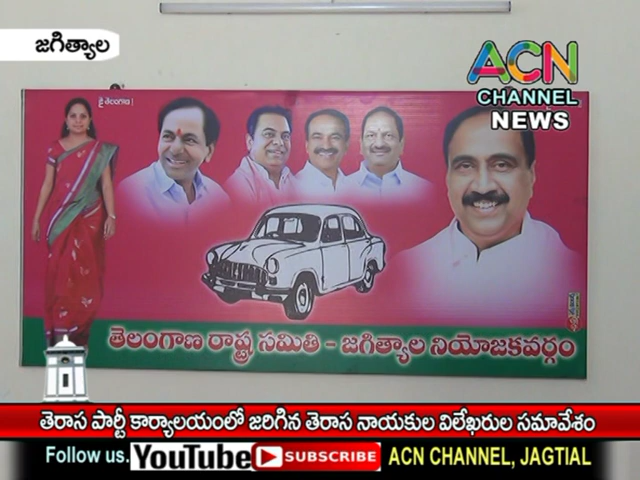 జగిత్యాల
ACN
CHANNEL
NEWS
జై తెలంగాణ !
తెలంగాణ రాష్ట్ర సమితి - జగిత్యాల నియోజకవర్గం
తెరాస పార్టీ కార్యాలయంలో జరిగిన తెరాస నాయకుల విలేఖరుల సమావేశం
Follow us. YouTube SUBSCRIBE ACN CHANNEL, JAGTIAL